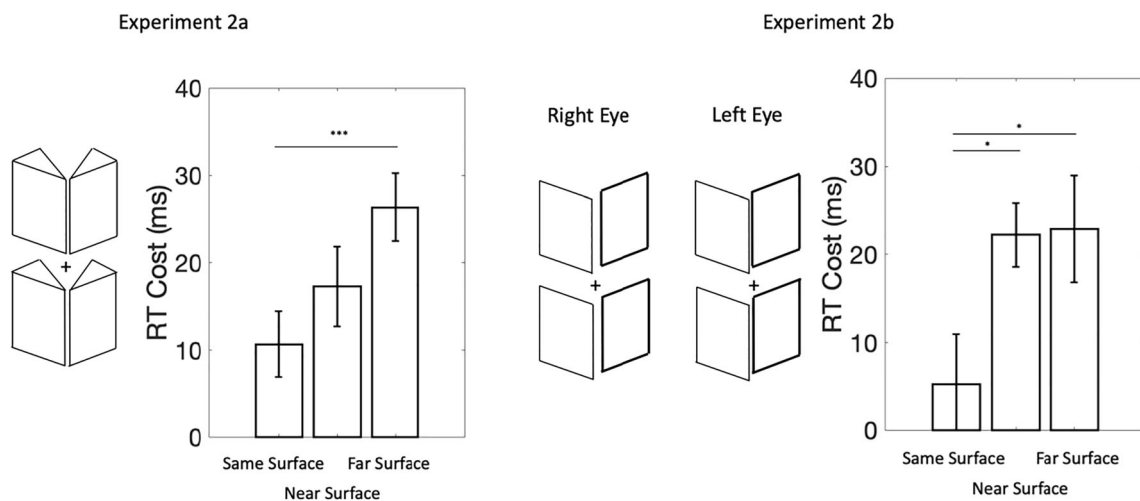 Experiment 2a
40
30
20
10
0
RT Cost (ms)
***
+
Same Surface
Far Surface
Near Surface
Experiment 2b
Right Eye
Left Eye
+
+
40
30
20
10
0
RT Cost (ms)
*
*
Same Surface
Far Surface
Near Surface